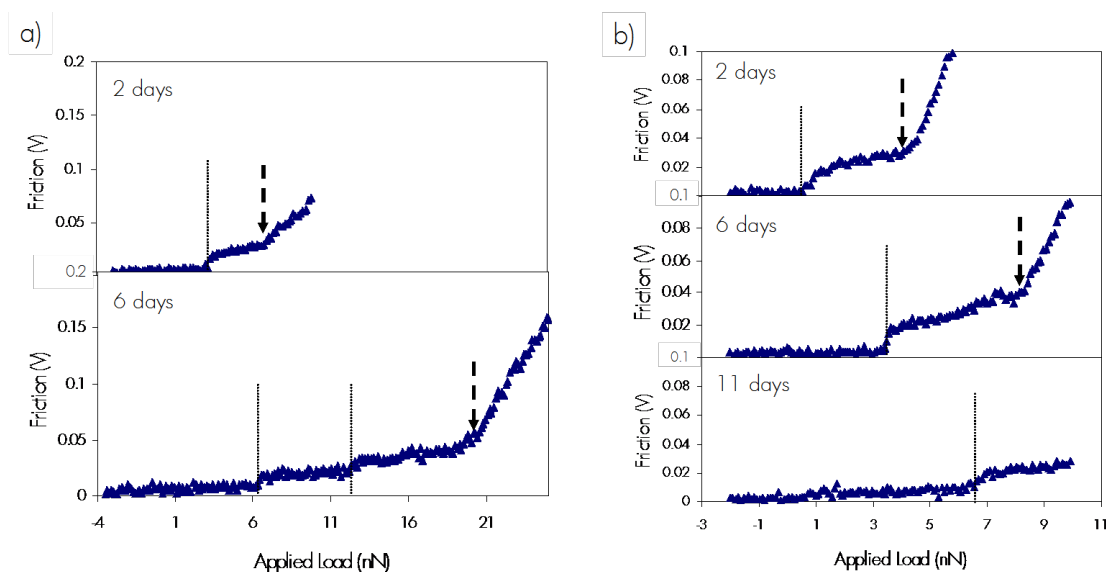 a)
0.2
2 days
0.15
0.1
0.05
Friction (V)
0.2
6 days
0.15
0.1
0.05
0
Friction (V)
-4 1 6 11 16 21
Applied Load (nN)
b)
0.1
2 days
0.08
0.06
0.04
0.02
Friction (V)
0.1
6 days
0.08
0.06
0.04
0.02
Friction (V)
0.1
11 days
0.08
0.06
0.04
0.02
0
Friction (V)
-3 -1 1 3 5 7 9 11
Applied Load (nN)